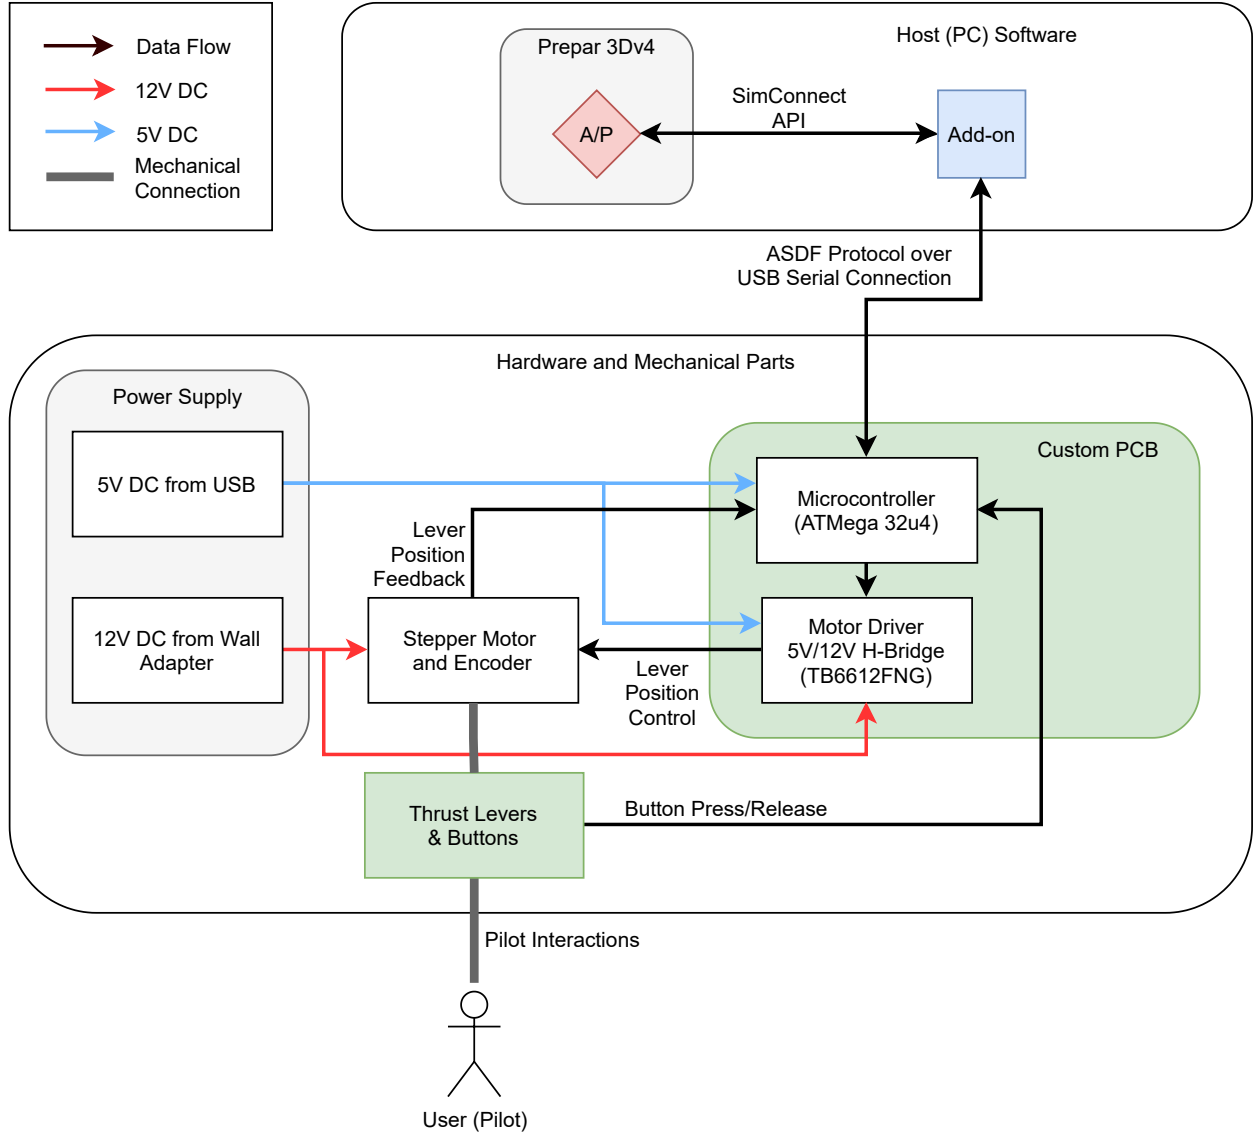 Data Flow
12V DC
5V DC
Mechanical
Connection
Host (PC) Software
Prepar 3Dv4
A/P
SimConnect
API
Add-on
ASDF Protocol over
USB Serial Connection
Hardware and Mechanical Parts
Power Supply
5V DC from USB
12V DC from Wall
Adapter
Lever
Position
Feedback
Stepper Motor
and Encoder
Custom PCB
Microcontroller
(ATMega 32u4)
Motor Driver
5V/12V H-Bridge
(TB6612FNG)
Lever
Position
Control
Thrust Levers
& Buttons
Button Press/Release
Pilot Interactions
User (Pilot)